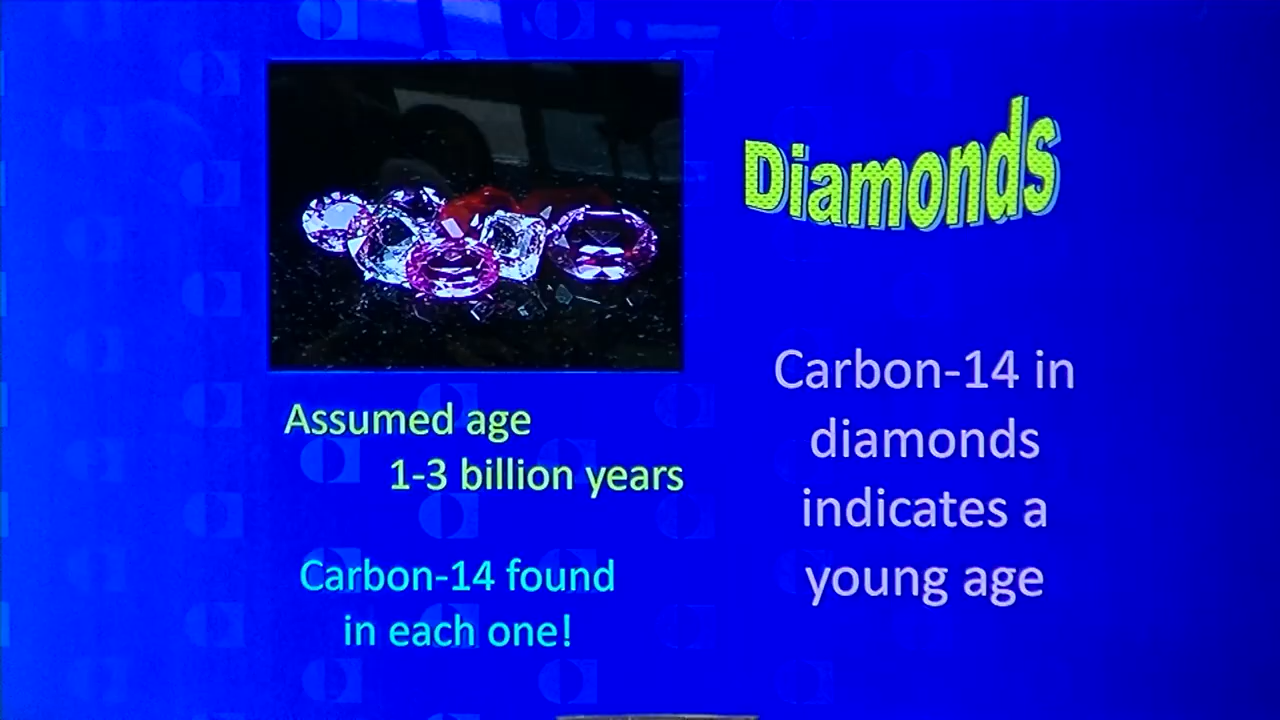 Diamonds
Assumed age
1-3 billion years
Carbon-14 found
in each one!
Carbon-14 in
diamonds
indicates a
young age